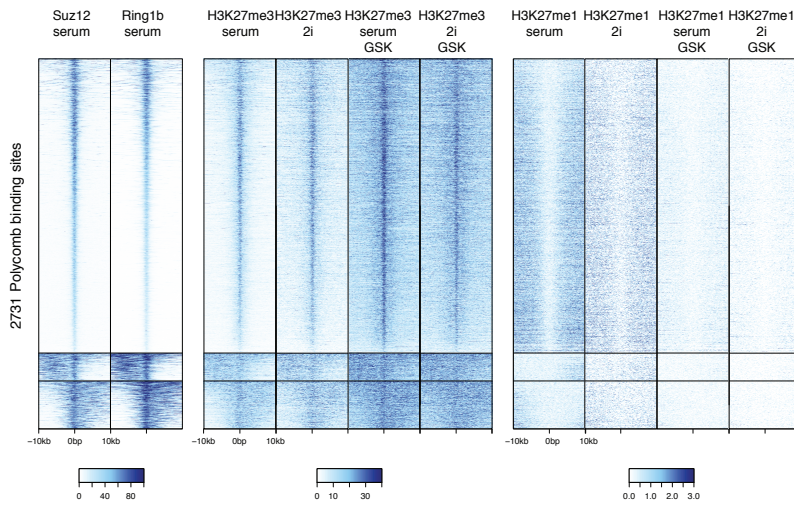 Suz12 serum
Ring1b serum
H3K27me3 serum
H3K27me3 2i
H3K27me3 serum GSK
H3K27me3 2i GSK
H3K27me1 serum
H3K27me1 2i
H3K27me1 serum GSK
H3K27me1 2i GSK
2731 Polycomb binding sites
−10kb 0bp 10kb
−10kb 0bp 10kb
−10kb 0bp 10kb
0 40 80
0 10 30
0.0 1.0 2.0 3.0